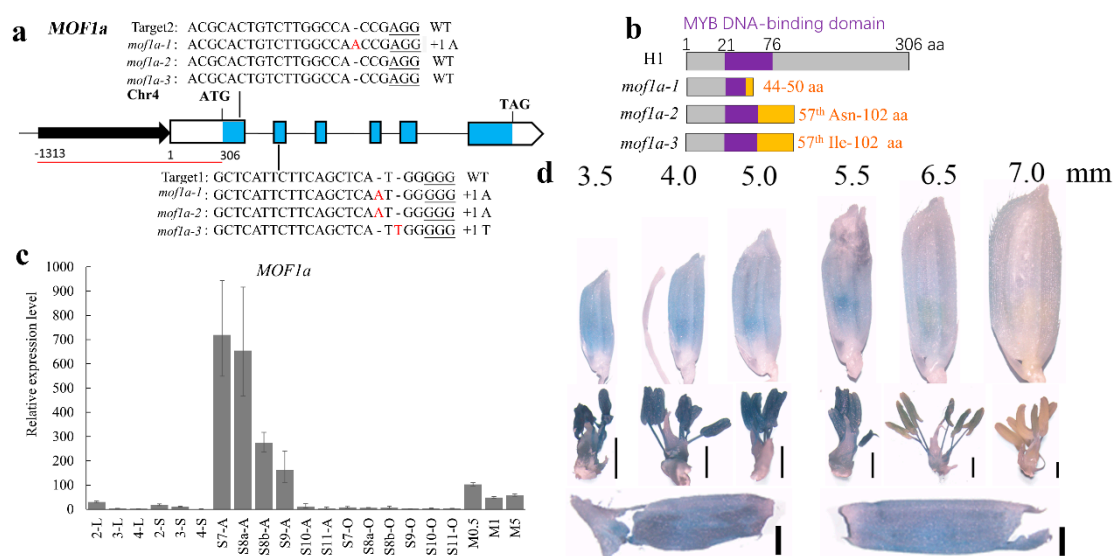 a
MOF1a
Target2: ACGCACTGTCTTGGCCA - CCGAGG WT
mof1a-1: ACGCACTGTCTTGGCCAACCGAGG +1 A
mof1a-2: ACGCACTGTCTTGGCCA - CCGAGG WT
mof1a-3: ACGCACTGTCTTGGCCA - CCGAGG WT
Chr4
ATG
TAG
-1313
1
306
Target1: GCTCATTCTTCAGCTCA - T - GGGGG WT
mof1a-1: GCTCATTCTTCAGCTCAAT - GGGGG +1 A
mof1a-2: GCTCATTCTTCAGCTCAAT - GGGGG +1 A
mof1a-3: GCTCATTCTTCAGCTCA - TTGGGGG +1 T
b
MYB DNA-binding domain
1 21 76 306 aa
H1
mof1a-1 44-50 aa
mof1a-2 57th Asn-102 aa
mof1a-3 57th Ile-102 aa
c
MOF1a
Relative expression level
1000
900
800
700
600
500
400
300
200
100
0
2-L 3-L 4-L 2-S 3-S 4-S S7-A S8a-A S8b-A S9-A S10-A S11-A S7-O S8a-O S8b-O S9-O S10-O S11-O M0.5 M1 M5
d
3.5 4.0 5.0 5.5 6.5 7.0 mm